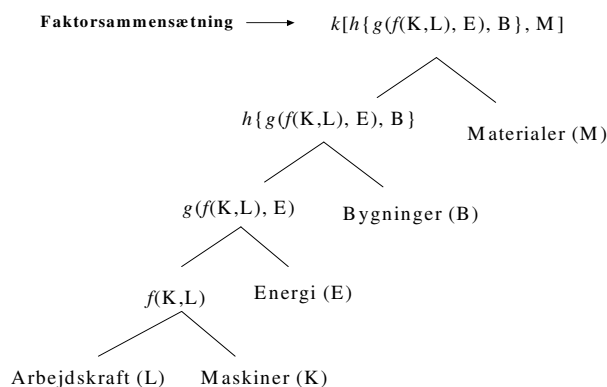 Faktorsammensætning k[h{g(f(K,L), E), B}, M]
h{g(f(K,L), E), B}
Materialer (M)
g(f(K,L), E)
Bygninger (B)
f(K,L)
Energi (E)
Arbejdskraft (L) Maskiner (K)